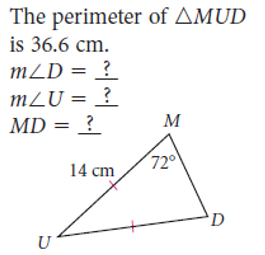 The perimeter of △MUD
is 36.6 cm.
m∠D = ?
m∠U = ?
MD = ?
M
14 cm
72°
D
U